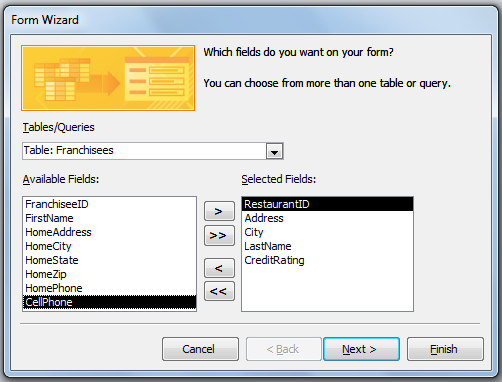 Form Wizard
Which fields do you want on your form?
You can choose from more than one table or query.
Tables/Queries
Table: Franchisees
Available Fields:
FranchiseeID
FirstName
HomeAddress
HomeCity
HomeState
HomeZip
HomePhone
CellPhone
>
>>
<
<<
Selected Fields:
RestaurantID
Address
City
LastName
CreditRating
Cancel
< Back
Next >
Finish